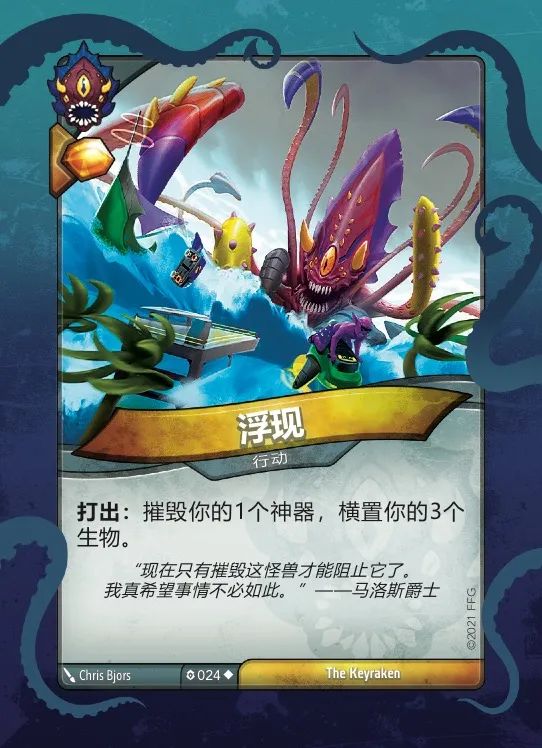 浮现
行动
打出：摧毁你的1个神器，横置你的3个
生物。
“现在只有摧毁这怪兽才能阻止它了。
我真希望事情不必如此。”——马洛斯爵士
©2021 FFG
Chris Bjors
024
The Keyraken